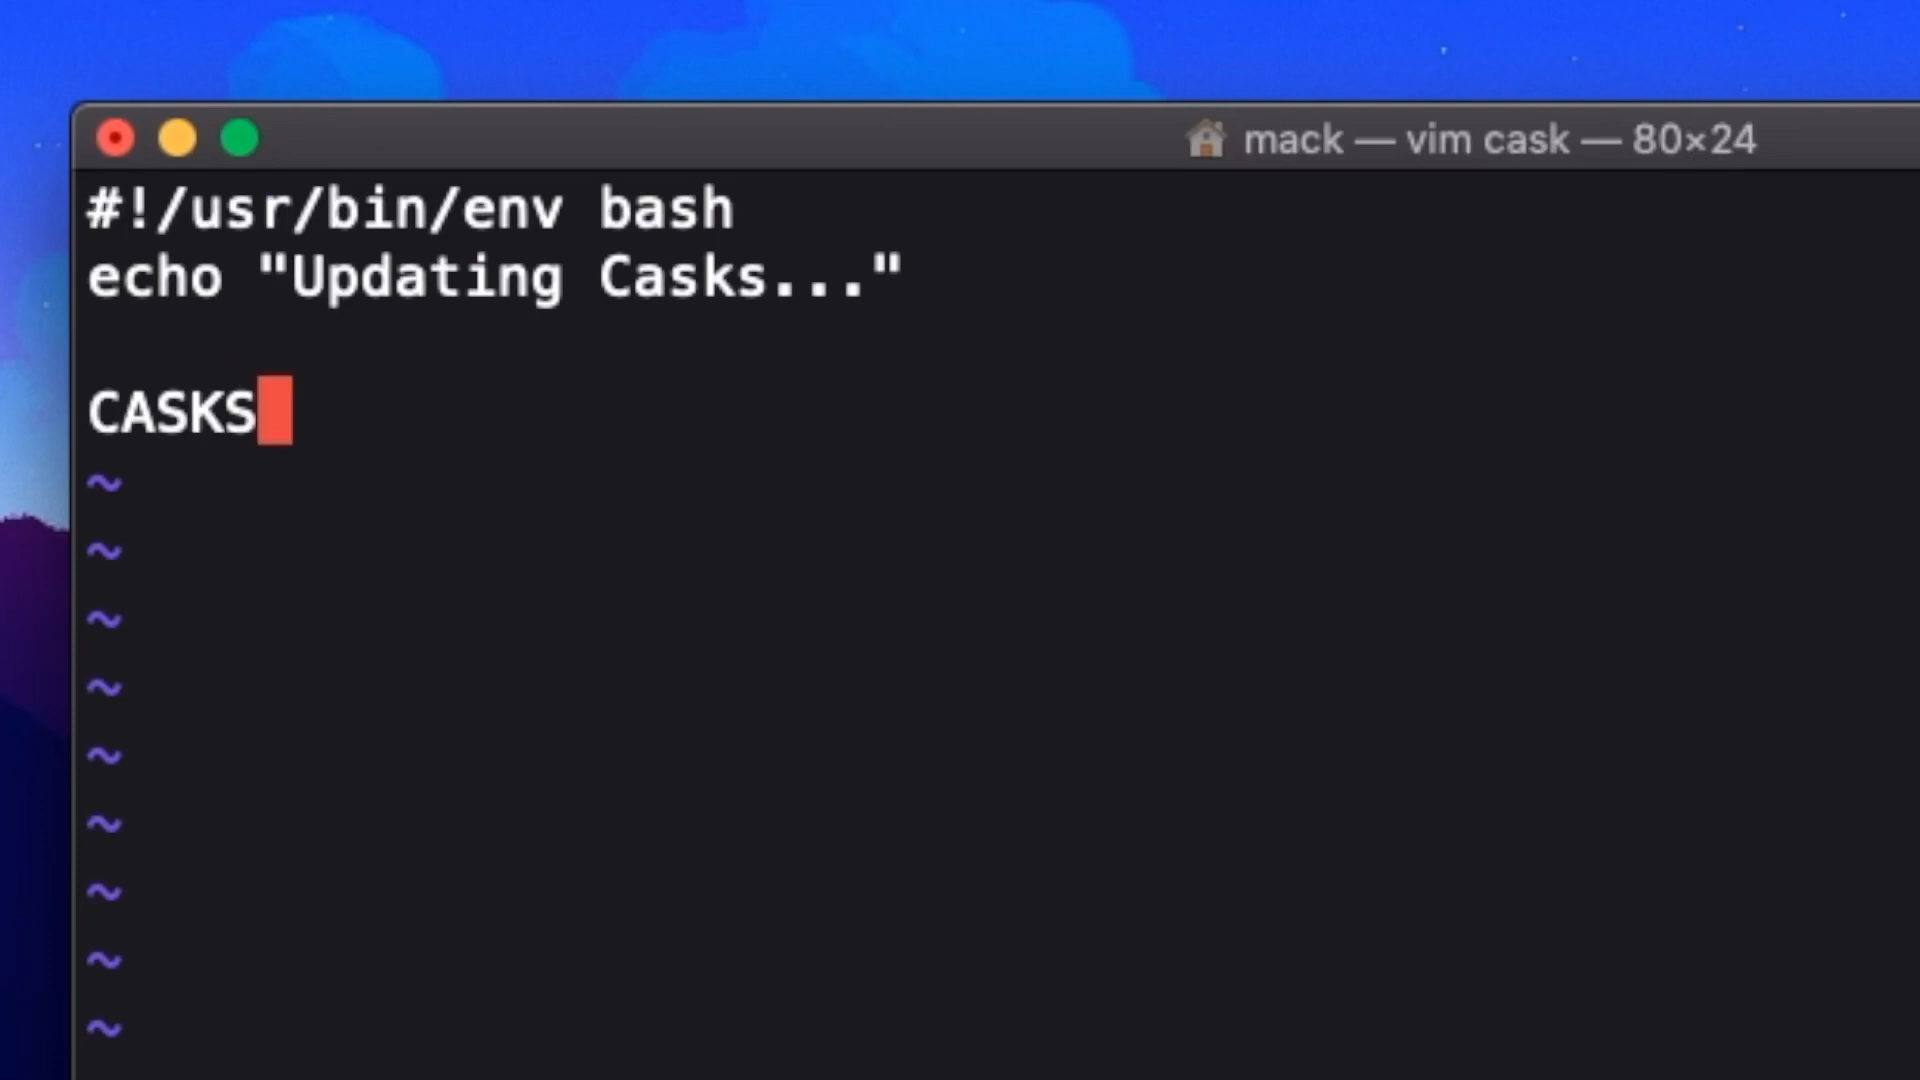 mack — vim cask — 80×24
#!/usr/bin/env bash
echo "Updating Casks..."
CASKS
~
~
~
~
~
~
~
~
~